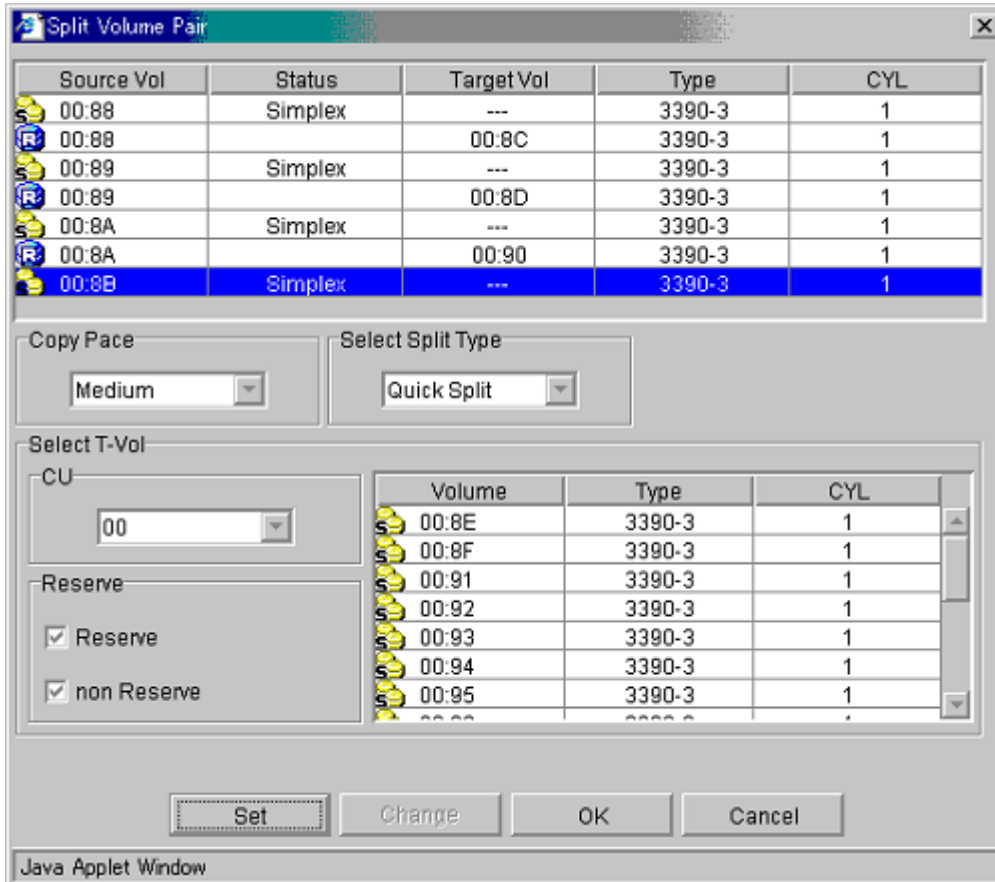 Split Volume Pair
Source Vol Status Target Vol Type CYL
S 00:88 Simplex --- 3390-3 1
R 00:88 00:8C 3390-3 1
S 00:89 Simplex --- 3390-3 1
R 00:89 00:8D 3390-3 1
S 00:8A Simplex --- 3390-3 1
R 00:8A 00:90 3390-3 1
S 00:8B Simplex --- 3390-3 1
Copy Pace
Medium
Select Split Type
Quick Split
Select T-Vol
CU
00
Reserve
Reserve
non Reserve
Volume Type CYL
S 00:8E 3390-3 1
S 00:8F 3390-3 1
S 00:91 3390-3 1
S 00:92 3390-3 1
S 00:93 3390-3 1
S 00:94 3390-3 1
S 00:95 3390-3 1
Set Change OK Cancel
Java Applet Window